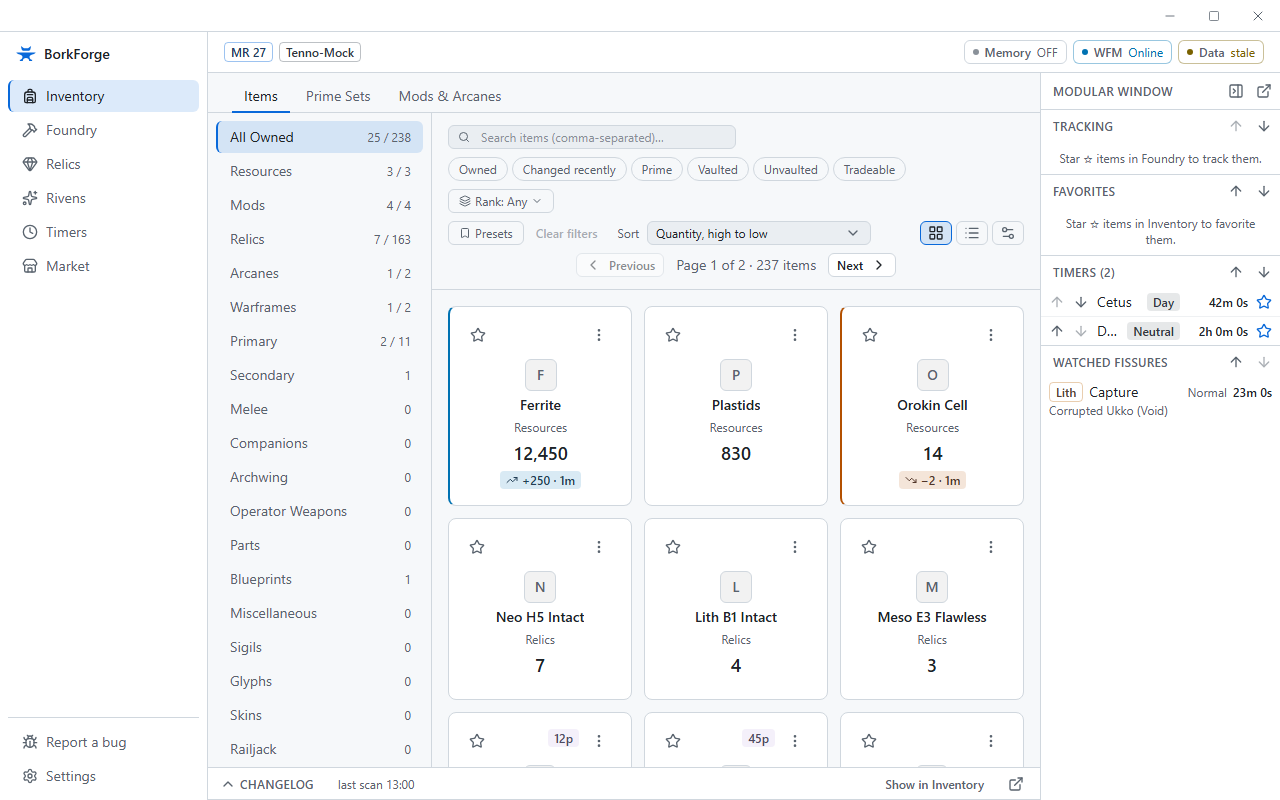 BorkForge
MR 27
Tenno-Mock
Memory OFF
WFM Online
Data stale
Inventory
Foundry
Relics
Rivens
Timers
Market
Report a bug
Settings
Items
Prime Sets
Mods & Arcanes
All Owned 25 / 238
Resources 3 / 3
Mods 4 / 4
Relics 7 / 163
Arcanes 1 / 2
Warframes 1 / 2
Primary 2 / 11
Secondary 1
Melee 0
Companions 0
Archwing 0
Operator Weapons 0
Parts 0
Blueprints 1
Miscellaneous 0
Sigils 0
Glyphs 0
Skins 0
Railjack 0
Search items (comma-separated)...
Owned
Changed recently
Prime
Vaulted
Unvaulted
Tradeable
Rank: Any
Presets
Clear filters
Sort
Quantity, high to low
Previous
Page 1 of 2 · 237 items
Next
F
Ferrite
Resources
12,450
+250 · 1m
P
Plastids
Resources
830
O
Orokin Cell
Resources
14
−2 · 1m
N
Neo H5 Intact
Relics
7
L
Lith B1 Intact
Relics
4
M
Meso E3 Flawless
Relics
3
12p
45p
CHANGELOG
last scan 13:00
Show in Inventory
MODULAR WINDOW
TRACKING
Star ☆ items in Foundry to track them.
FAVORITES
Star ☆ items in Inventory to favorite
them.
TIMERS (2)
Cetus Day 42m 0s
D... Neutral 2h 0m 0s
WATCHED FISSURES
Lith Capture Normal 23m 0s
Corrupted Ukko (Void)